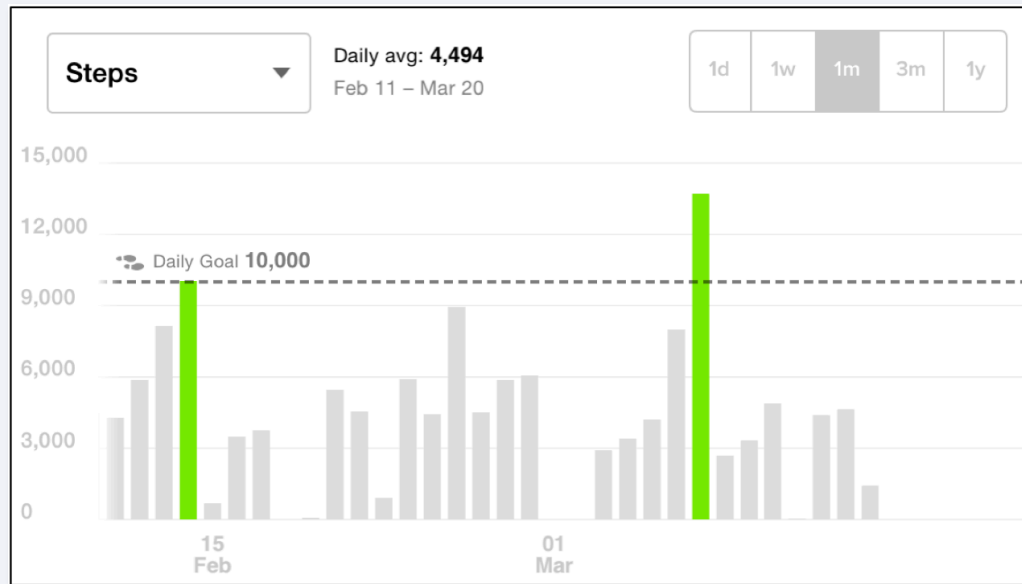 Steps
Daily avg: 4,494
Feb 11 – Mar 20
1d 1w 1m 3m 1y
15,000
12,000
Daily Goal 10,000
9,000
6,000
3,000
0
15 Feb
01 Mar